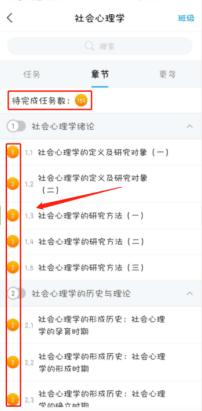 社会心理学 班级
搜索
任务 章节 更多
待完成任务数：
1 社会心理学绪论
1.1 社会心理学的定义及研究对象（一）
1.2 社会心理学的定义及研究对象
（二）
1.3 社会心理学的研究方法（一）
1.4 社会心理学的研究方法（二）
1.5 社会心理学的研究方法（三）
2 社会心理学的历史与理论
2.1 社会心理学的形成历史：社会心理
学的孕育时期
2.2 社会心理学的形成历史：社会心理
学的形成时期
2.3 社会心理学的形成历史：社会心理
学的确立时期